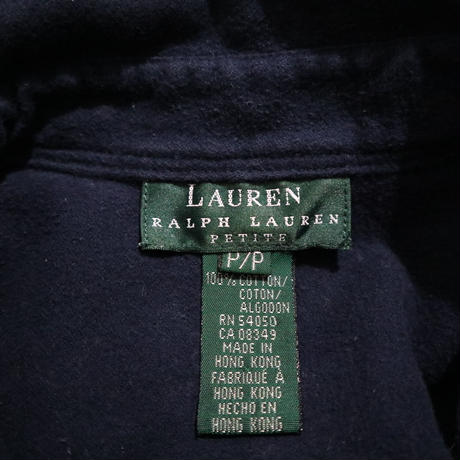 LAUREN
RALPH LAUREN
PETITE
P/P
100% COTTON/
COTON/
ALGODON
RN 54050
CA 08349
MADE IN
HONG KONG
FABRIQUÉ À
HONG KONG
HECHO EN
HONG KONG